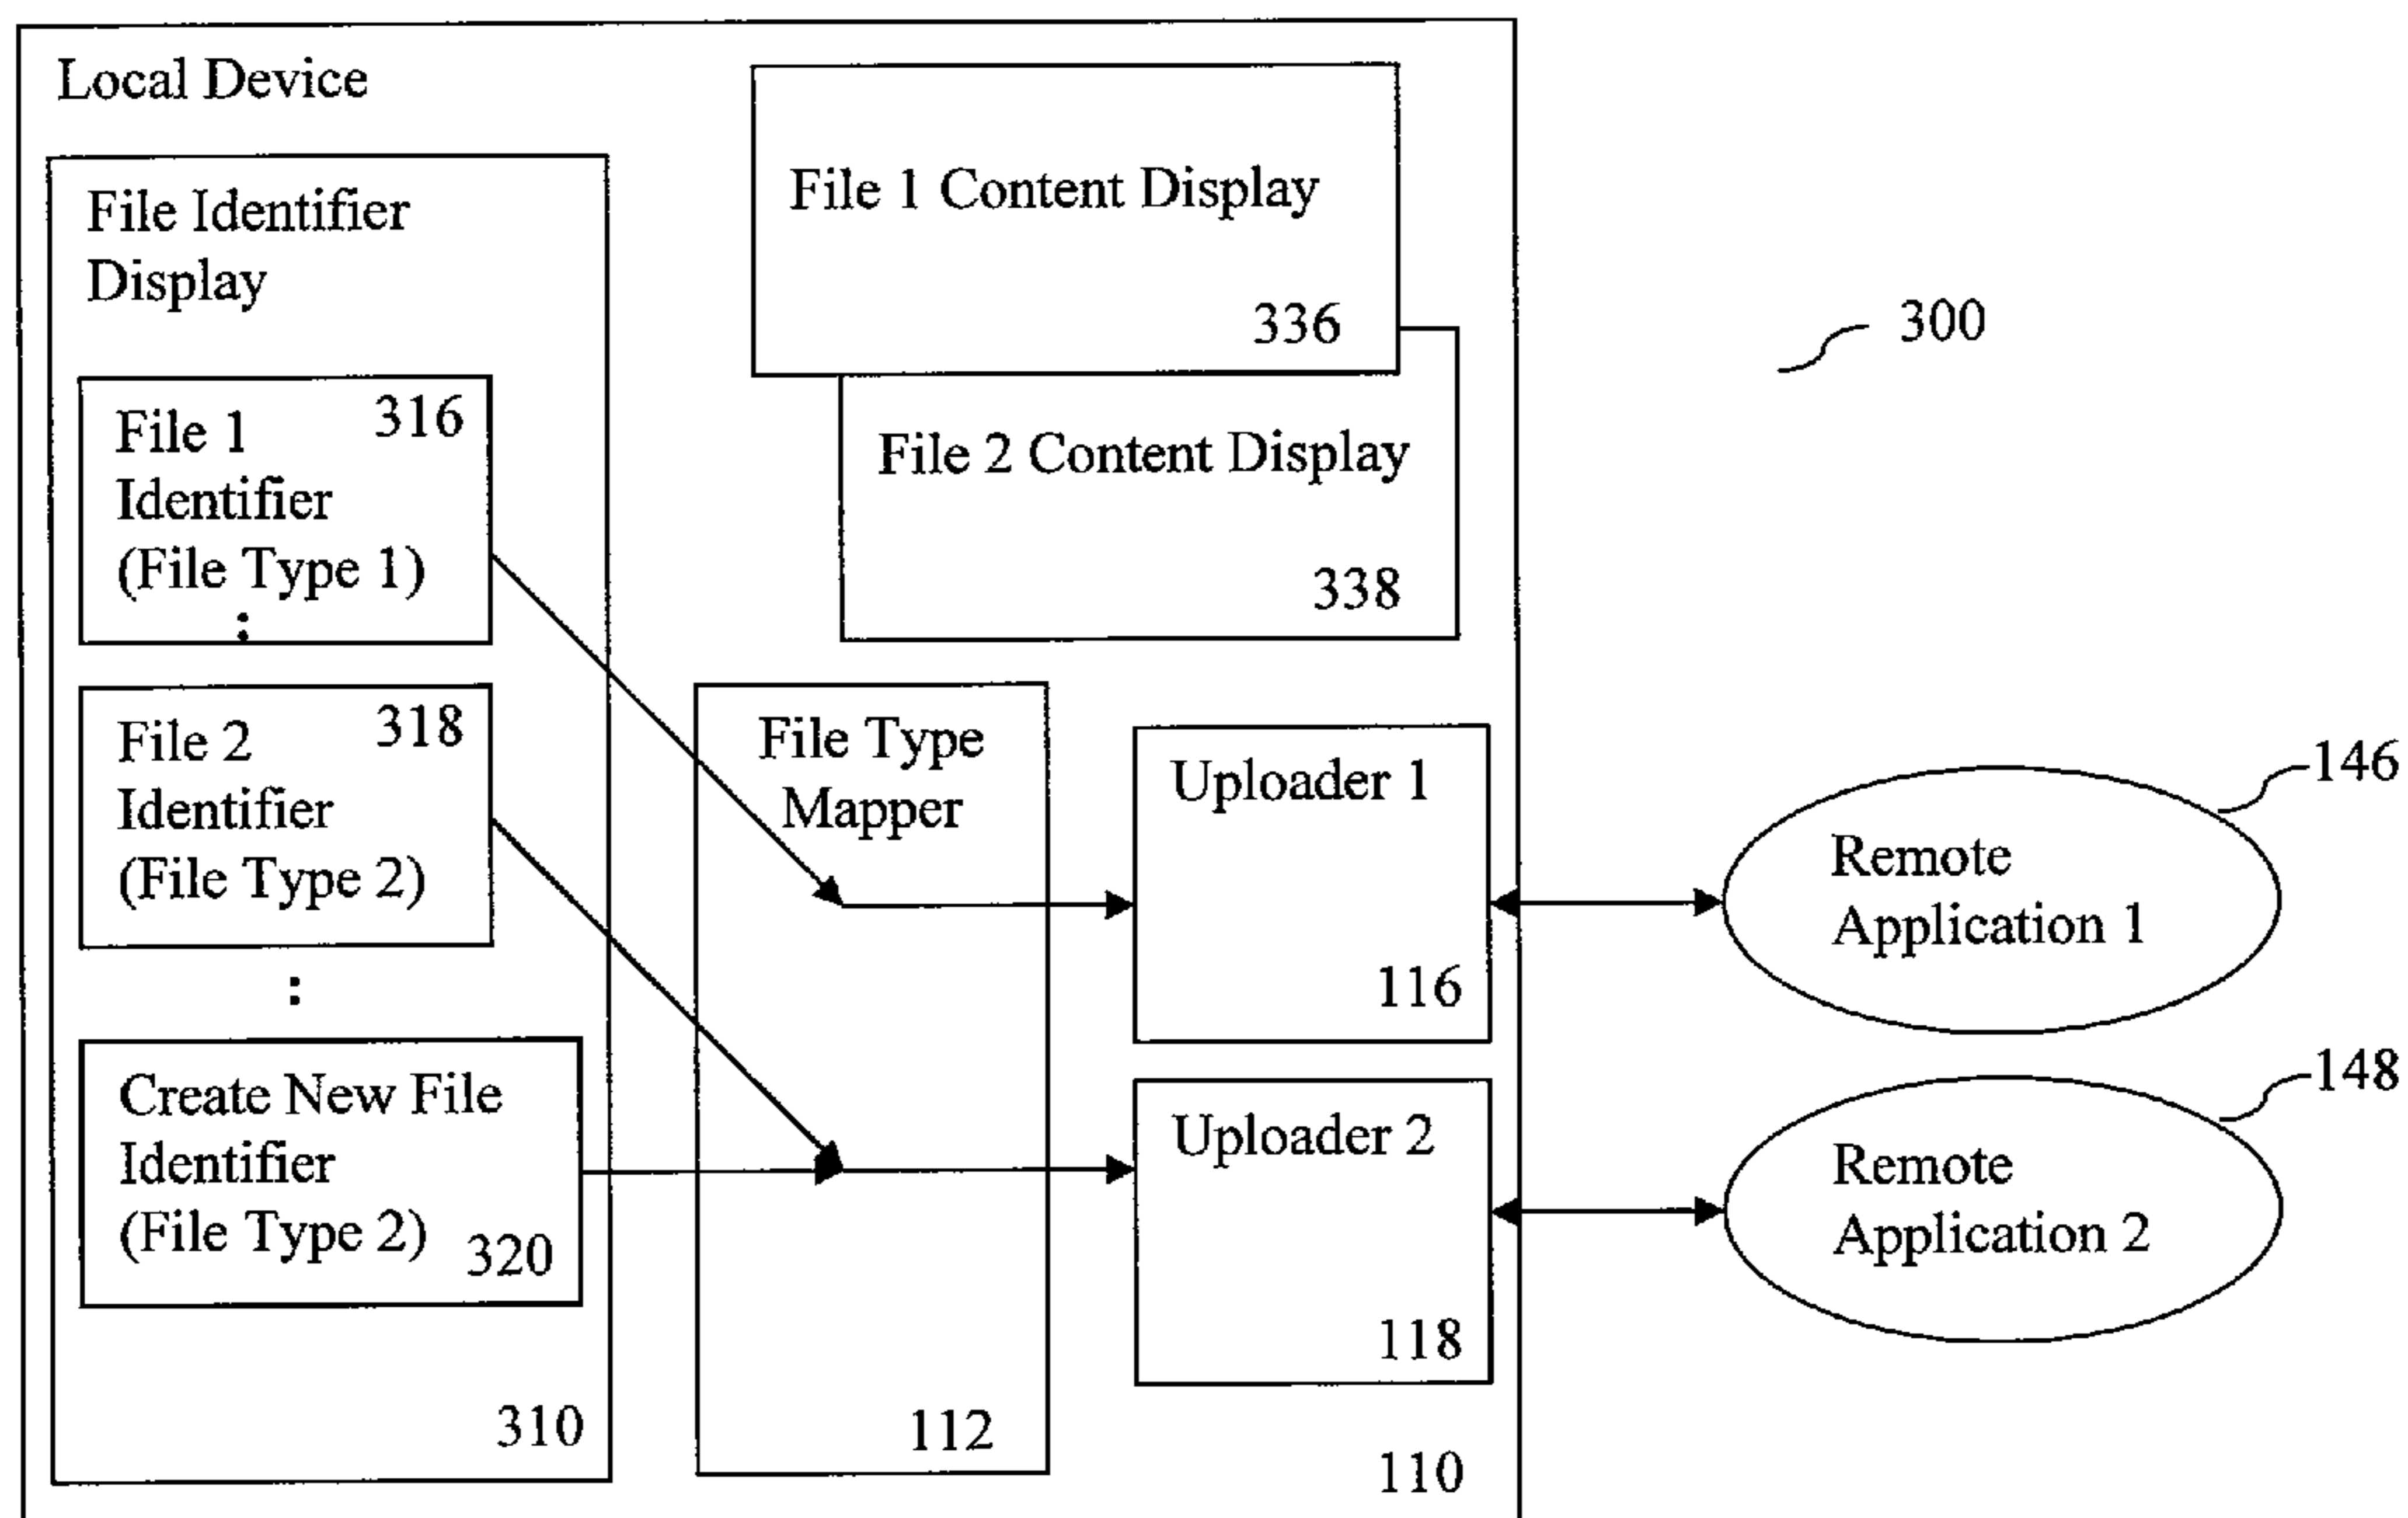 Local Device
File Identifier
Display
316
File 1
Identifier
(File Type 1)
:
318
File 2
Identifier
(File Type 2)
:
Create New File
Identifier
(File Type 2)
320
310
File 1 Content Display
336
File 2 Content Display
338
File Type
Mapper
112
Uploader 1
116
Uploader 2
118
110
300
146
Remote
Application 1
148
Remote
Application 2